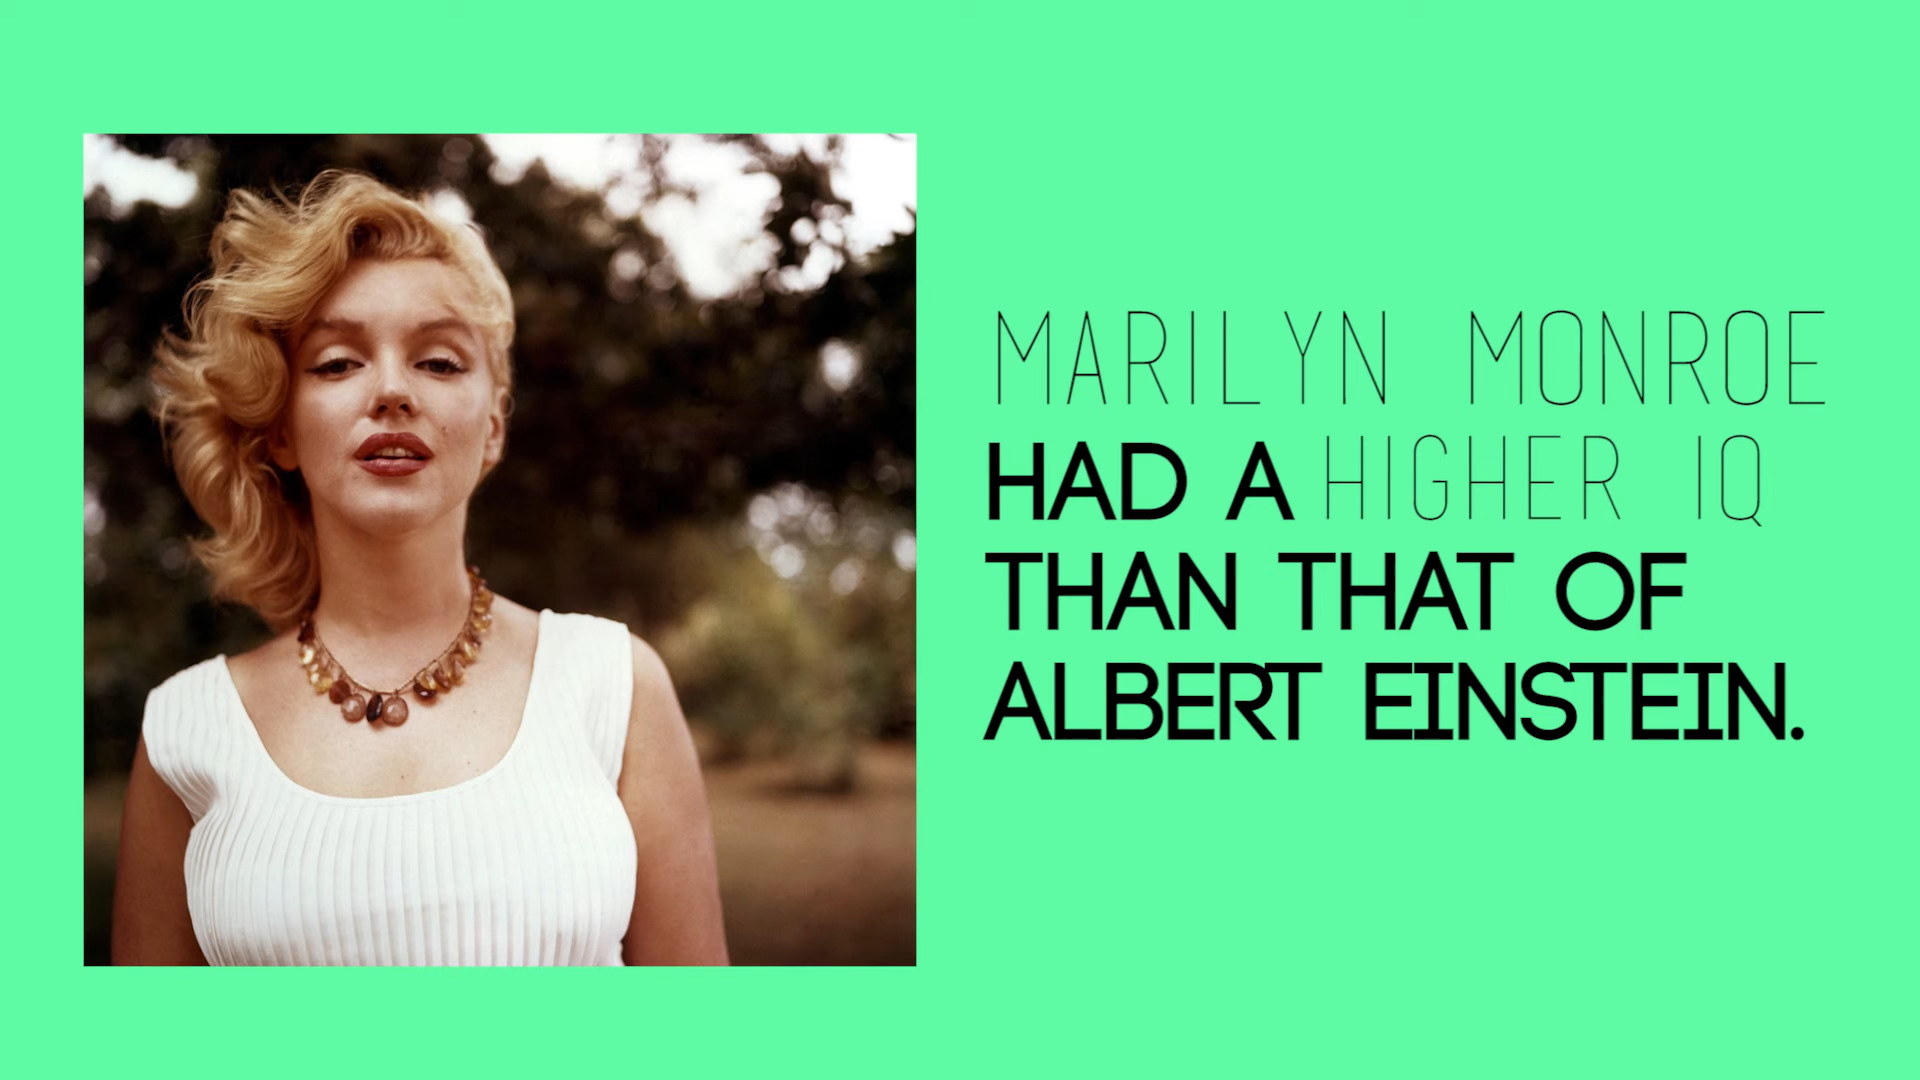 MARILYN MONROE
HAD A HIGHER IQ
THAN THAT OF
ALBERT EINSTEIN.